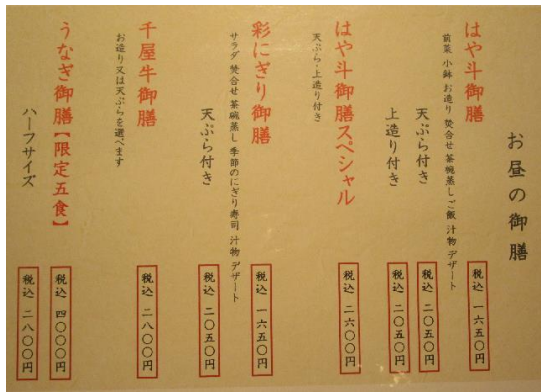 お昼の御膳
はや斗御膳 税込 一六五〇円
前菜 小鉢 お造り 焚合せ 茶碗蒸し ご飯 汁物 デザート
天ぷら付き 税込 二〇五〇円
上造り付き 税込 二〇五〇円
はや斗御膳スペシャル 税込 二六〇〇円
天ぷら・上造り付き
彩にぎり御膳 税込 一六五〇円
サラダ 焚合せ 茶碗蒸し 季節のにぎり寿司 汁物 デザート
天ぷら付き 税込 二〇五〇円
千屋牛御膳 税込 二八〇〇円
お造り又は天ぷらを選べます
うなぎ御膳【限定五食】 税込 四〇〇〇円
ハーフサイズ 税込 二八〇〇円